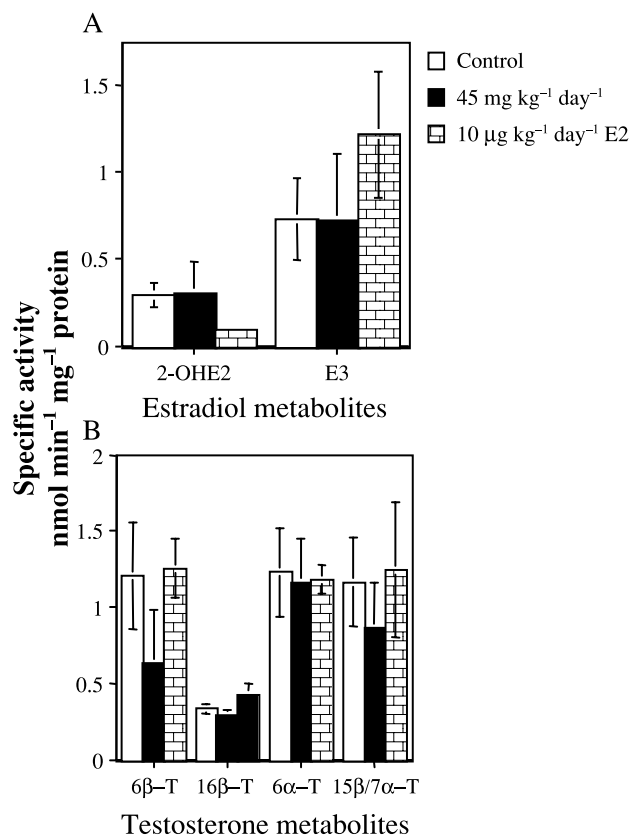 A
Control
45 mg kg⁻¹ day⁻¹
10 µg kg⁻¹ day⁻¹ E2
1.5
1
0.5
0
2-OHE2 E3
Estradiol metabolites
Specific activity
nmol min⁻¹ mg⁻¹ protein
B
2
1.5
1
0.5
0
6β–T 16β–T 6α–T 15β/7α–T
Testosterone metabolites